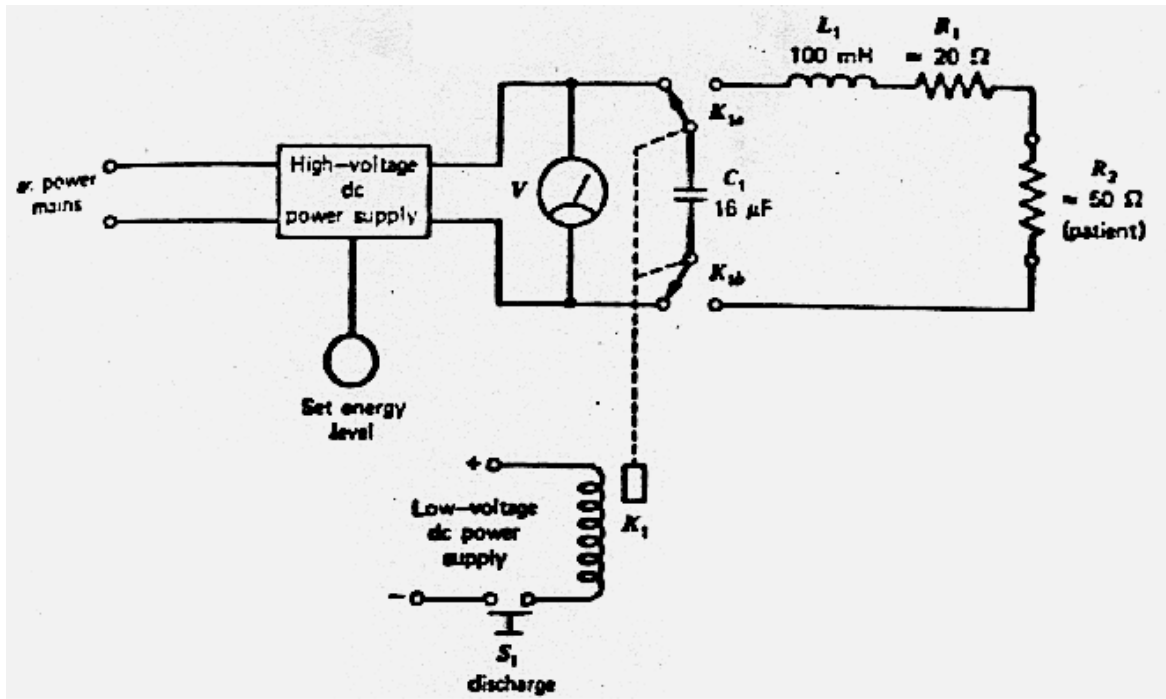 L₁
100 mH
R₁
≈ 20 Ω
K₁ₐ
High–voltage
dc
power supply
ac power
mains
V
C₁
16 μF
R₂
≈ 50 Ω
(patient)
K₁b
Set energy
level
+
Low–voltage
dc power
supply
K₁
–
S₁
discharge